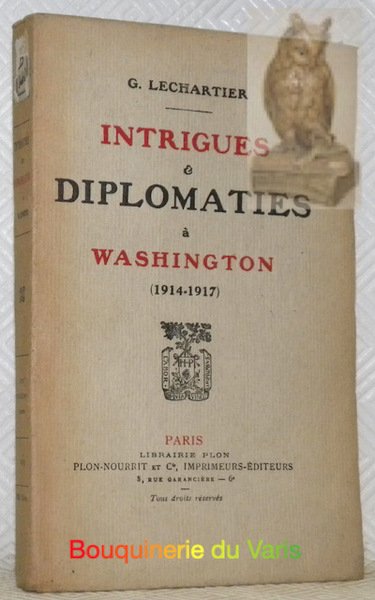 G. LECHARTIER
INTRIGUES
&
DIPLOMATIES
à
WASHINGTON
(1914-1917)
PARIS
LIBRAIRIE PLON
PLON-NOURRIT ET Cie, IMPRIMEURS-ÉDITEURS
8, RUE GARANCIÈRE — 6e
Tous droits réservés
Bouquinerie du Varis